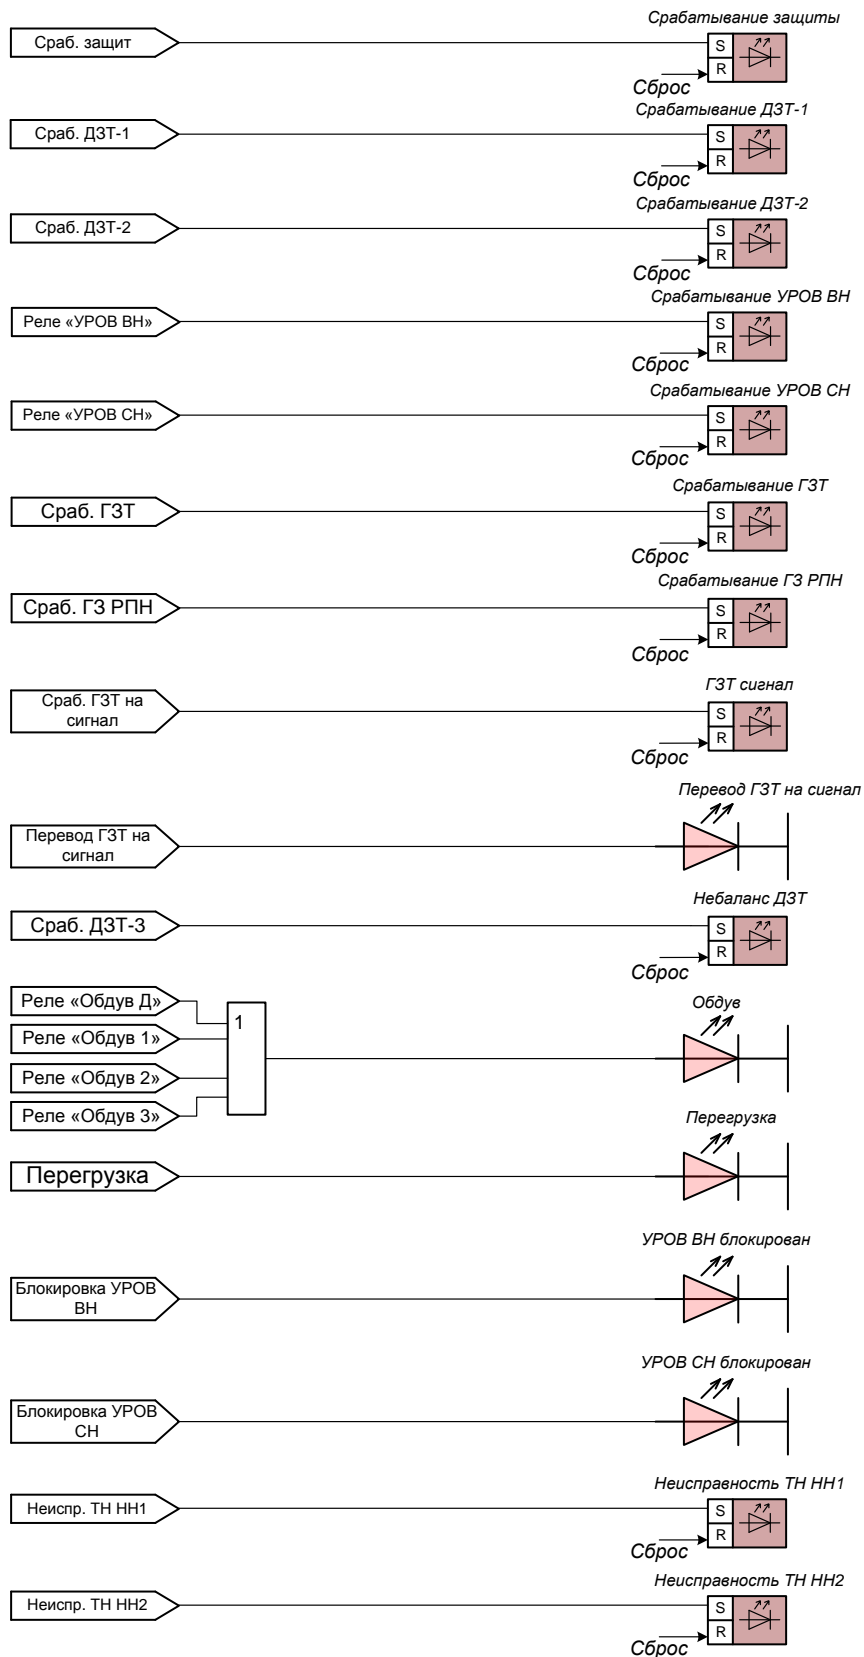 Срабатывание защиты
Сраб. защит
S
R
Сброс
Срабатывание ДЗТ-1
Сраб. ДЗТ-1
S
R
Сброс
Срабатывание ДЗТ-2
Сраб. ДЗТ-2
S
R
Сброс
Срабатывание УРОВ ВН
Реле «УРОВ ВН»
S
R
Сброс
Срабатывание УРОВ СН
Реле «УРОВ СН»
S
R
Сброс
Срабатывание ГЗТ
Сраб. ГЗТ
S
R
Сброс
Срабатывание ГЗ РПН
Сраб. ГЗ РПН
S
R
Сброс
ГЗТ сигнал
Сраб. ГЗТ на
сигнал
S
R
Сброс
Перевод ГЗТ на сигнал
Перевод ГЗТ на
сигнал
Небаланс ДЗТ
Сраб. ДЗТ-3
S
R
Сброс
Обдув
Реле «Обдув Д»
Реле «Обдув 1»
Реле «Обдув 2»
Реле «Обдув 3»
1
Перегрузка
Перегрузка
УРОВ ВН блокирован
Блокировка УРОВ
ВН
УРОВ СН блокирован
Блокировка УРОВ
СН
Неисправность ТН НН1
Неиспр. ТН НН1
S
R
Сброс
Неисправность ТН НН2
Неиспр. ТН НН2
S
R
Сброс